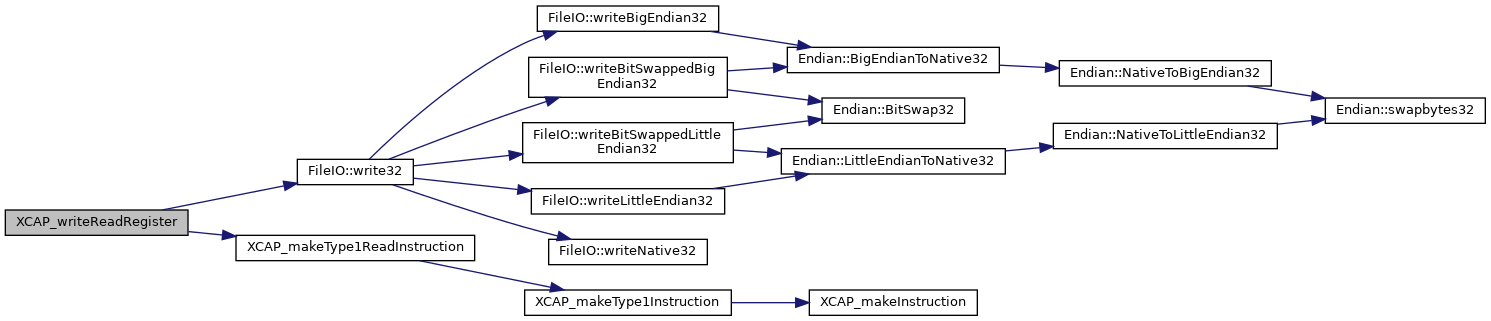 XCAP_writeReadRegister
FileIO::write32
XCAP_makeType1ReadInstruction
FileIO::writeBigEndian32
FileIO::writeBitSwappedBig
Endian32
FileIO::writeBitSwappedLittle
Endian32
FileIO::writeLittleEndian32
FileIO::writeNative32
XCAP_makeType1Instruction
Endian::BigEndianToNative32
Endian::BitSwap32
Endian::LittleEndianToNative32
XCAP_makeInstruction
Endian::NativeToBigEndian32
Endian::NativeToLittleEndian32
Endian::swapbytes32